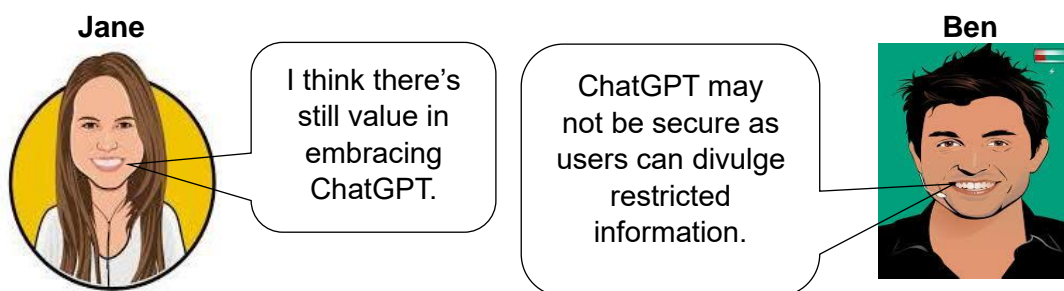 Jane
I think there’s
still value in
embracing
ChatGPT.
Ben
ChatGPT may
not be secure as
users can divulge
restricted
information.